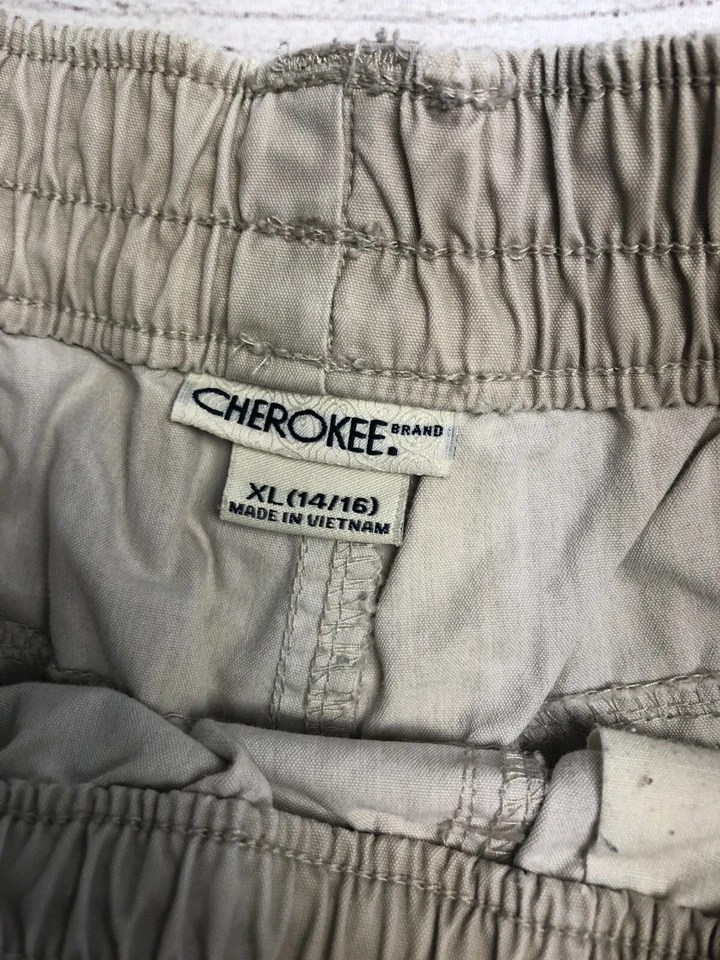 CHEROKEE. BRAND
XL (14/16)
MADE IN VIETNAM